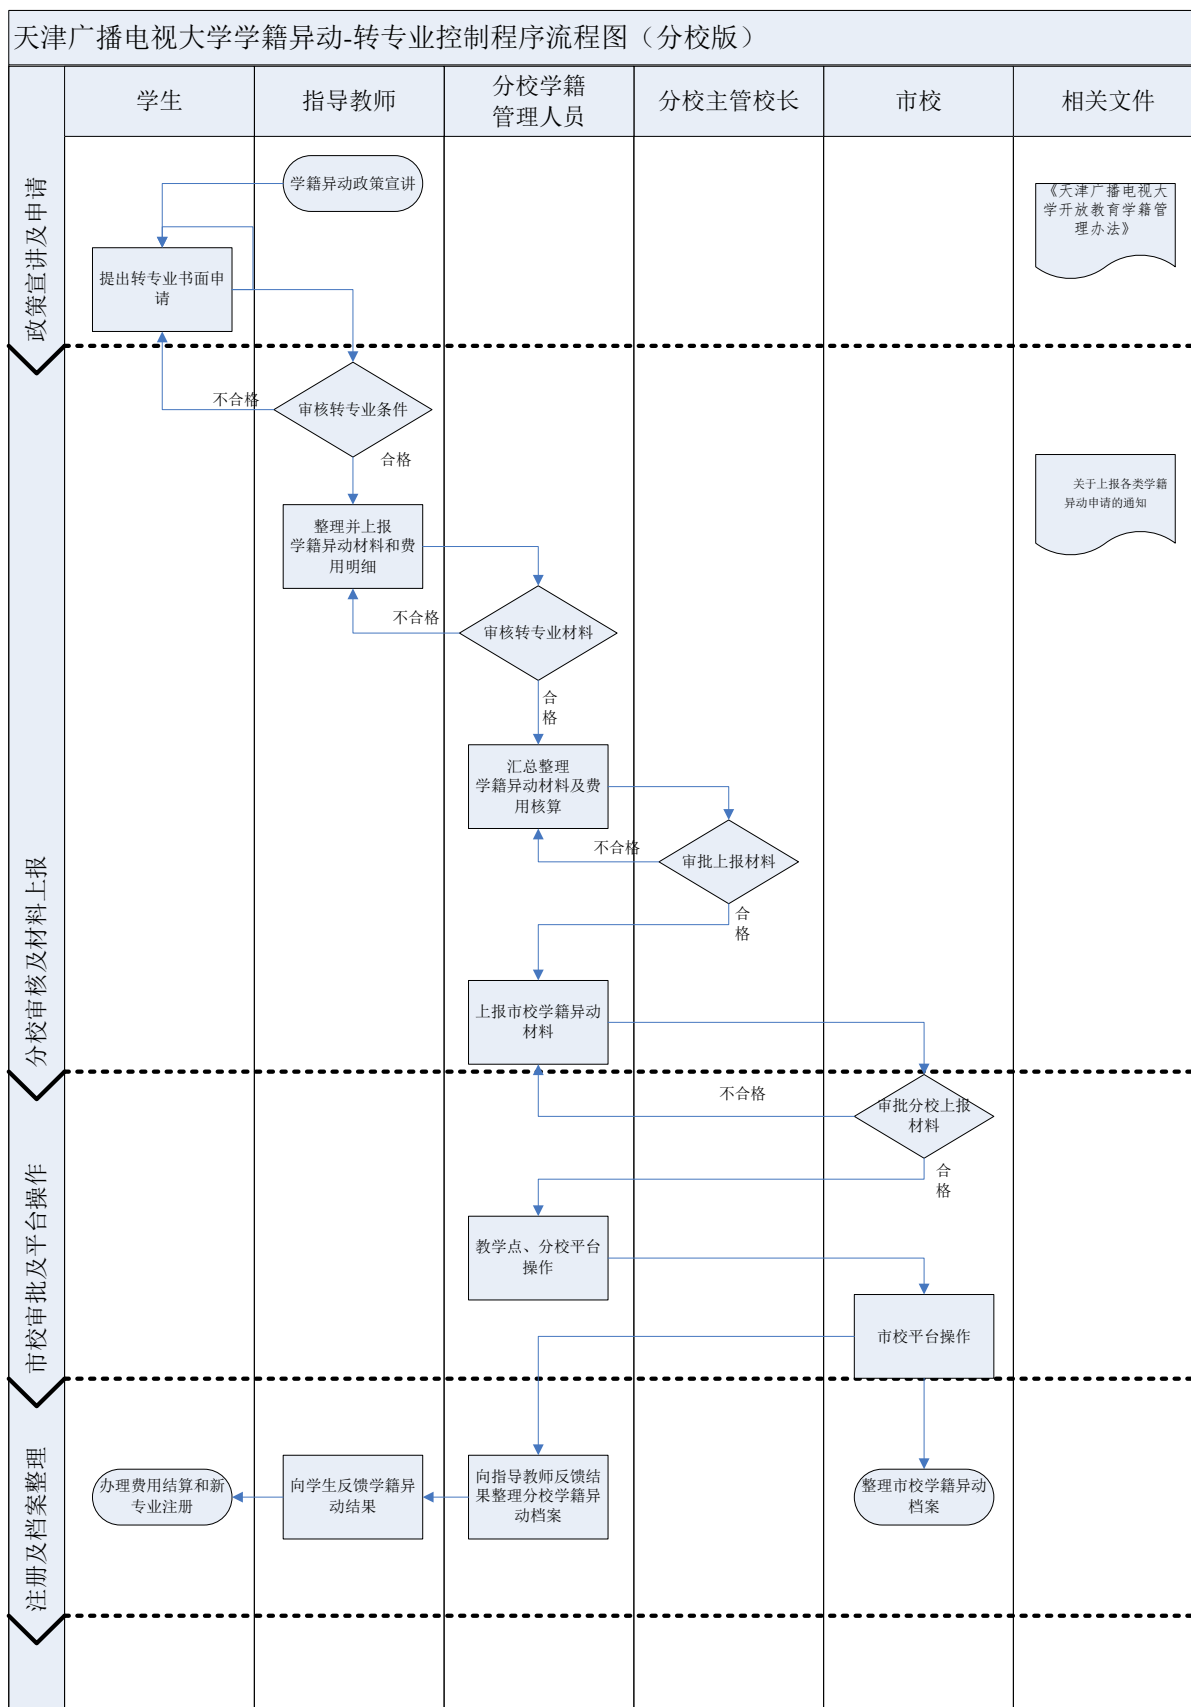 天津广播电视大学学籍异动-转专业控制程序流程图（分校版）
学生
指导教师
分校学籍
管理人员
分校主管校长
市校
相关文件
政策宣讲及申请
学籍异动政策宣讲
《天津广播电视大
学开放教育学籍管
理办法》
提出转专业书面申
请
分校审核及材料上报
不合格
审核转专业条件
合格
关于上报各类学籍
异动申请的通知
整理并上报
学籍异动材料和费
用明细
不合格
审核转专业材料
合
格
汇总整理
学籍异动材料及费
用核算
不合格
审批上报材料
合
格
上报市校学籍异动
材料
市校审批及平台操作
不合格
审批分校上报
材料
合
格
教学点、分校平台
操作
市校平台操作
注册及档案整理
办理费用结算和新
专业注册
向学生反馈学籍异
动结果
向指导教师反馈结
果整理分校学籍异
动档案
整理市校学籍异动
档案